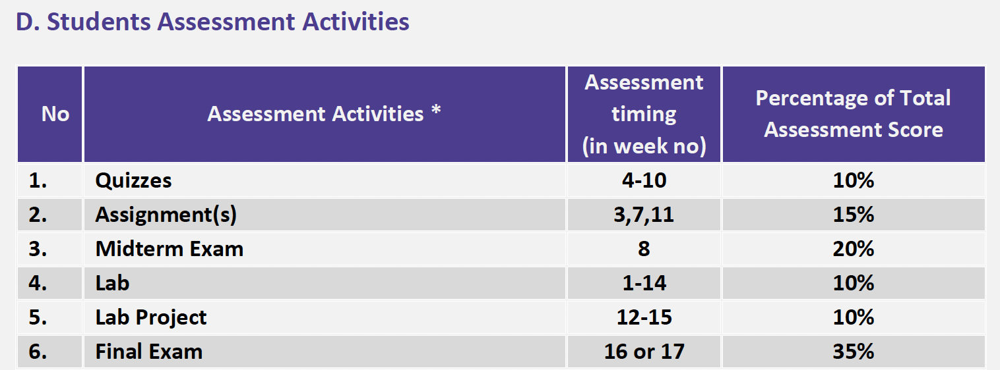 D. Students Assessment Activities
No Assessment Activities * Assessment timing (in week no) Percentage of Total Assessment Score
1. Quizzes 4-10 10%
2. Assignment(s) 3,7,11 15%
3. Midterm Exam 8 20%
4. Lab 1-14 10%
5. Lab Project 12-15 10%
6. Final Exam 16 or 17 35%